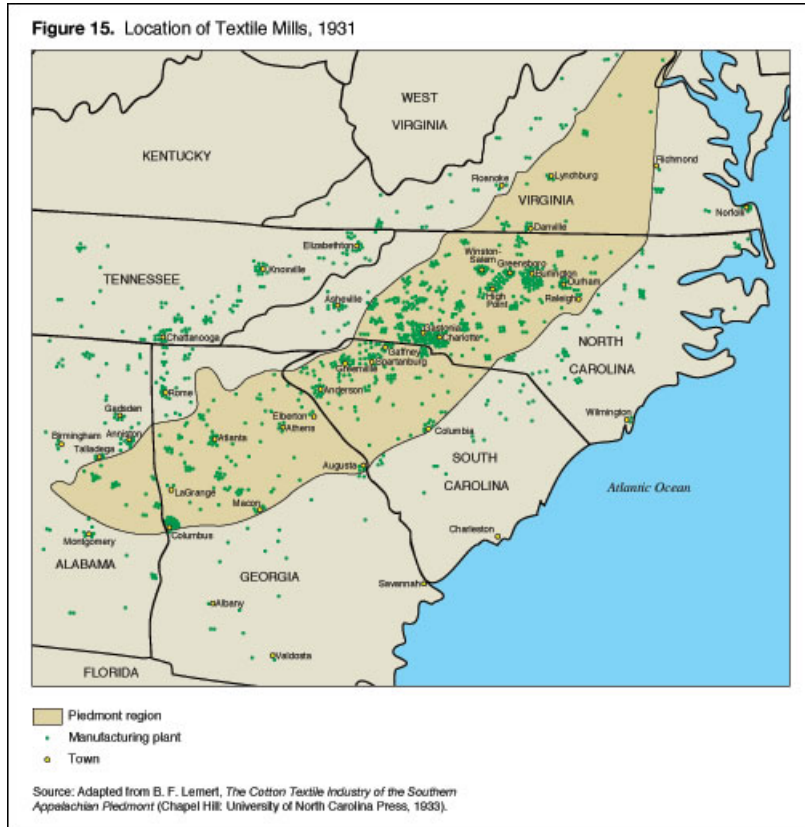 Figure 15. Location of Textile Mills, 1931
WEST
VIRGINIA
KENTUCKY
Richmond
Roanoke
Lynchburg
VIRGINIA
Norfolk
Danville
Elizabethton
Winston-
Salem
Greensboro
Burlington
Durham
TENNESSEE
Knoxville
High
Point
Raleigh
Asheville
Gastonia
Charlotte
Chattanooga
NORTH
CAROLINA
Gaffney
Spartanburg
Greenville
Anderson
Rome
Gadsden
Elberton
Athens
Wilmington
Birmingham
Anniston
Atlanta
Columbia
Talladega
SOUTH
CAROLINA
Augusta
Atlantic Ocean
LaGrange
Macon
Columbus
Charleston
Montgomery
ALABAMA
GEORGIA
Savannah
Albany
Valdosta
FLORIDA
Piedmont region
Manufacturing plant
Town
Source: Adapted from B. F. Lemert, The Cotton Textile Industry of the Southern
Appalachian Piedmont (Chapel Hill: University of North Carolina Press, 1933).